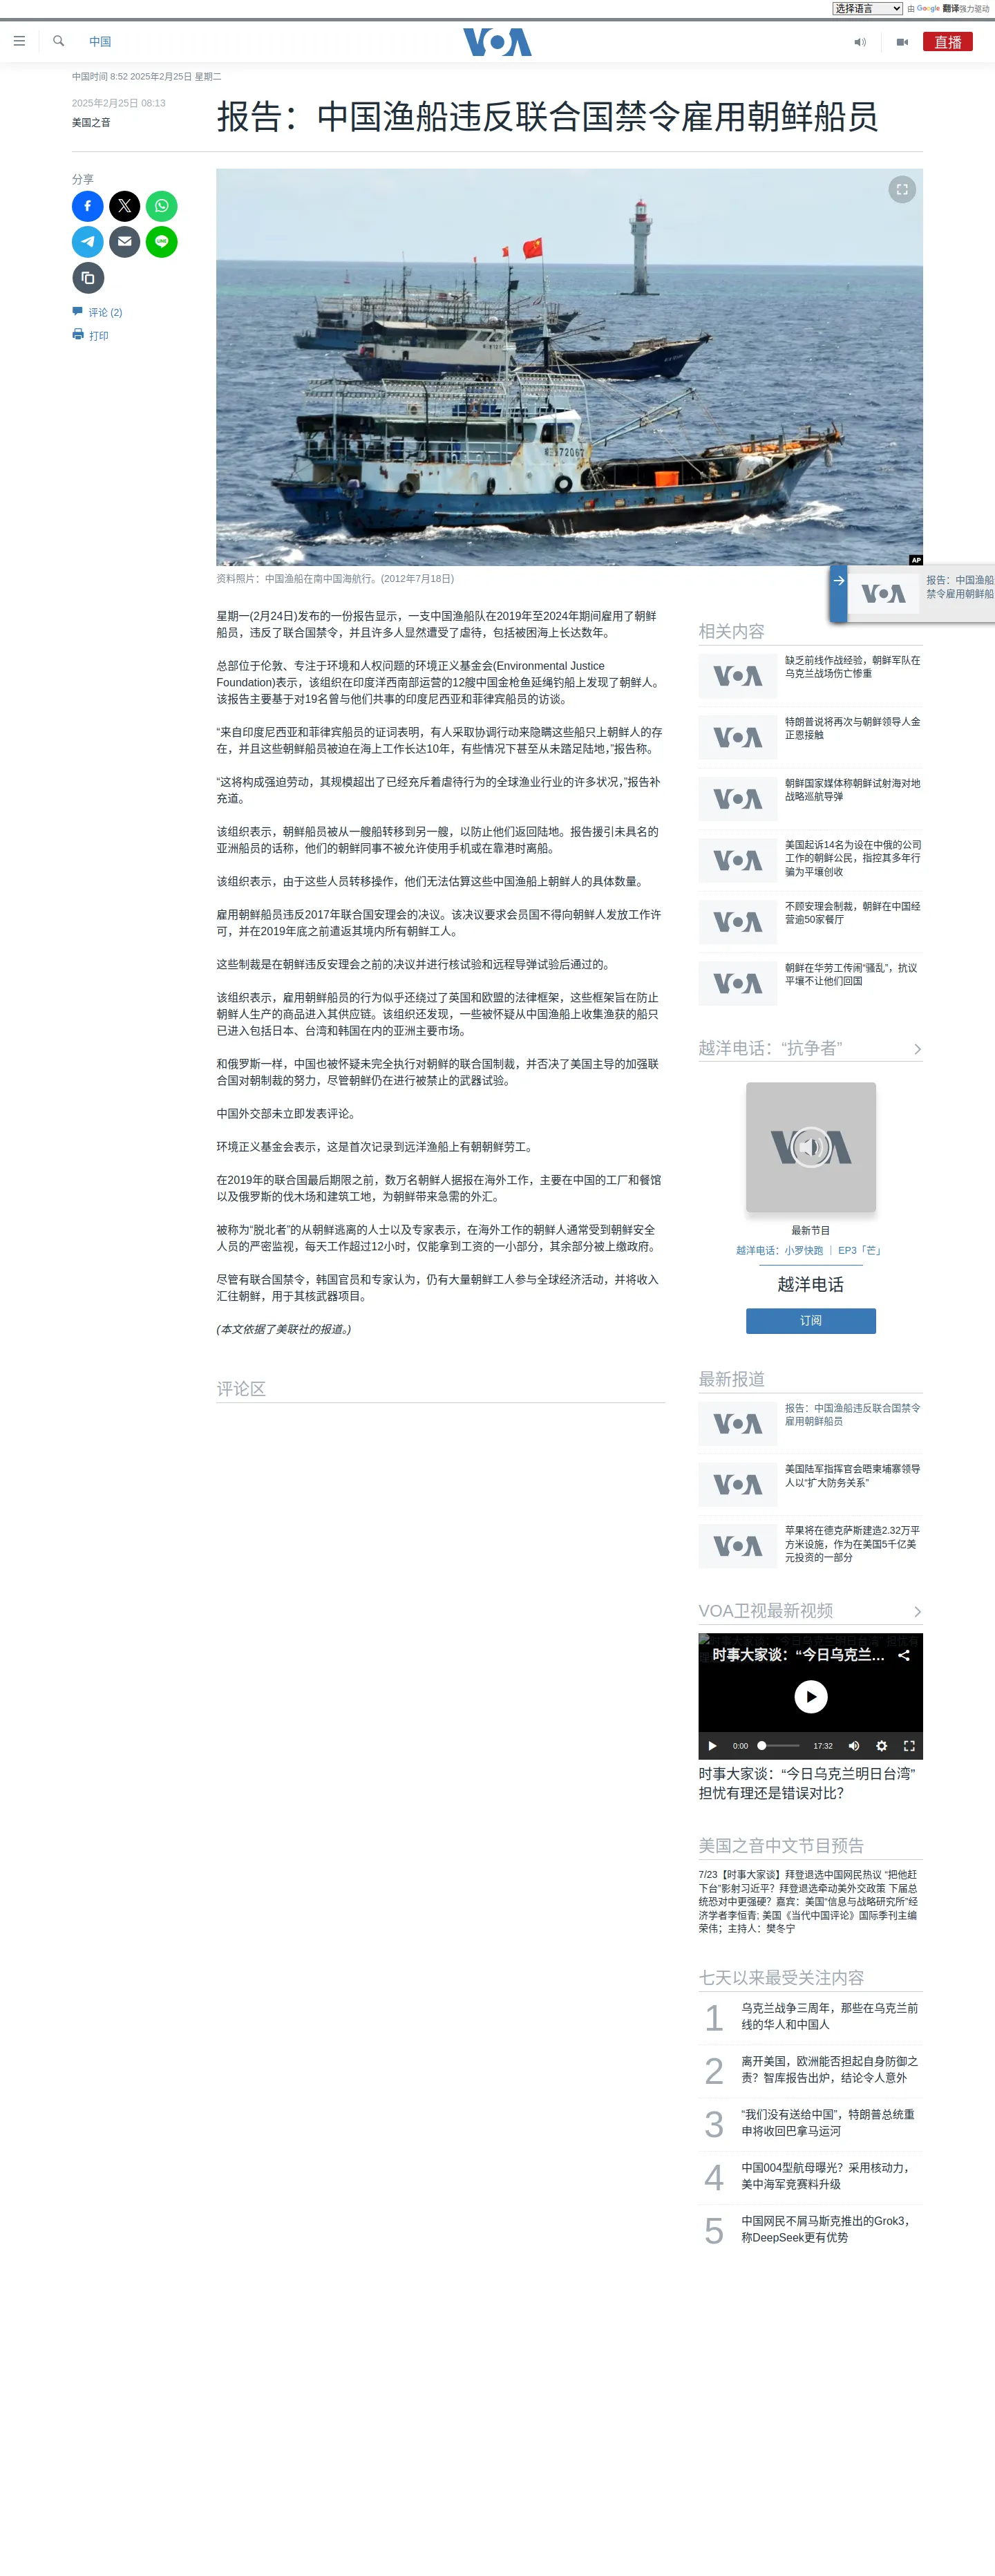 选择语言
由 Google 翻译强力驱动
中国
VOA
直播
中国时间 8:52 2025年2月25日 星期二
2025年2月25日 08:13
美国之音
报告：中国渔船违反联合国禁令雇用朝鲜船员
分享
LINE
评论 (2)
打印
72067
AP
资料照片：中国渔船在南中国海航行。(2012年7月18日)
VOA
报告：中国渔船
禁令雇用朝鲜船
星期一(2月24日)发布的一份报告显示，一支中国渔船队在2019年至2024年期间雇用了朝鲜
船员，违反了联合国禁令，并且许多人显然遭受了虐待，包括被困海上长达数年。
总部位于伦敦、专注于环境和人权问题的环境正义基金会(Environmental Justice
Foundation)表示，该组织在印度洋西南部运营的12艘中国金枪鱼延绳钓船上发现了朝鲜人。
该报告主要基于对19名曾与他们共事的印度尼西亚和菲律宾船员的访谈。
“来自印度尼西亚和菲律宾船员的证词表明，有人采取协调行动来隐瞒这些船只上朝鲜人的存
在，并且这些朝鲜船员被迫在海上工作长达10年，有些情况下甚至从未踏足陆地，”报告称。
“这将构成强迫劳动，其规模超出了已经充斥着虐待行为的全球渔业行业的许多状况，”报告补
充道。
该组织表示，朝鲜船员被从一艘船转移到另一艘，以防止他们返回陆地。报告援引未具名的
亚洲船员的话称，他们的朝鲜同事不被允许使用手机或在靠港时离船。
该组织表示，由于这些人员转移操作，他们无法估算这些中国渔船上朝鲜人的具体数量。
雇用朝鲜船员违反2017年联合国安理会的决议。该决议要求会员国不得向朝鲜人发放工作许
可，并在2019年底之前遣返其境内所有朝鲜工人。
这些制裁是在朝鲜违反安理会之前的决议并进行核试验和远程导弹试验后通过的。
该组织表示，雇用朝鲜船员的行为似乎还绕过了英国和欧盟的法律框架，这些框架旨在防止
朝鲜人生产的商品进入其供应链。该组织还发现，一些被怀疑从中国渔船上收集渔获的船只
已进入包括日本、台湾和韩国在内的亚洲主要市场。
和俄罗斯一样，中国也被怀疑未完全执行对朝鲜的联合国制裁，并否决了美国主导的加强联
合国对朝制裁的努力，尽管朝鲜仍在进行被禁止的武器试验。
中国外交部未立即发表评论。
环境正义基金会表示，这是首次记录到远洋渔船上有朝朝鲜劳工。
在2019年的联合国最后期限之前，数万名朝鲜人据报在海外工作，主要在中国的工厂和餐馆
以及俄罗斯的伐木场和建筑工地，为朝鲜带来急需的外汇。
被称为“脱北者”的从朝鲜逃离的人士以及专家表示，在海外工作的朝鲜人通常受到朝鲜安全
人员的严密监视，每天工作超过12小时，仅能拿到工资的一小部分，其余部分被上缴政府。
尽管有联合国禁令，韩国官员和专家认为，仍有大量朝鲜工人参与全球经济活动，并将收入
汇往朝鲜，用于其核武器项目。
(本文依据了美联社的报道。)
评论区
相关内容
VOA
缺乏前线作战经验，朝鲜军队在
乌克兰战场伤亡惨重
VOA
特朗普说将再次与朝鲜领导人金
正恩接触
VOA
朝鲜国家媒体称朝鲜试射海对地
战略巡航导弹
VOA
美国起诉14名为设在中俄的公司
工作的朝鲜公民，指控其多年行
骗为平壤创收
VOA
不顾安理会制裁，朝鲜在中国经
营逾50家餐厅
VOA
朝鲜在华劳工传闹“骚乱”，抗议
平壤不让他们回国
越洋电话：“抗争者”
VOA
最新节目
越洋电话：小罗快跑 ｜ EP3「芒」
越洋电话
订阅
最新报道
VOA
报告：中国渔船违反联合国禁令
雇用朝鲜船员
VOA
美国陆军指挥官会晤柬埔寨领导
人以“扩大防务关系”
VOA
苹果将在德克萨斯建造2.32万平
方米设施，作为在美国5千亿美
元投资的一部分
VOA卫视最新视频
时事大家谈：“今日乌克兰...
0:00
17:32
时事大家谈：“今日乌克兰明日台湾”
担忧有理还是错误对比？
美国之音中文节目预告
7/23【时事大家谈】拜登退选中国网民热议 “把他赶
下台”影射习近平？拜登退选牵动美外交政策 下届总
统恐对中更强硬？嘉宾：美国“信息与战略研究所”经
济学者李恒青; 美国《当代中国评论》国际季刊主编
荣伟；主持人：樊冬宁
七天以来最受关注内容
1
乌克兰战争三周年，那些在乌克兰前
线的华人和中国人
2
离开美国，欧洲能否担起自身防御之
责？智库报告出炉，结论令人意外
3
“我们没有送给中国”，特朗普总统重
申将收回巴拿马运河
4
中国004型航母曝光？采用核动力，
美中海军竞赛料升级
5
中国网民不屑马斯克推出的Grok3，
称DeepSeek更有优势